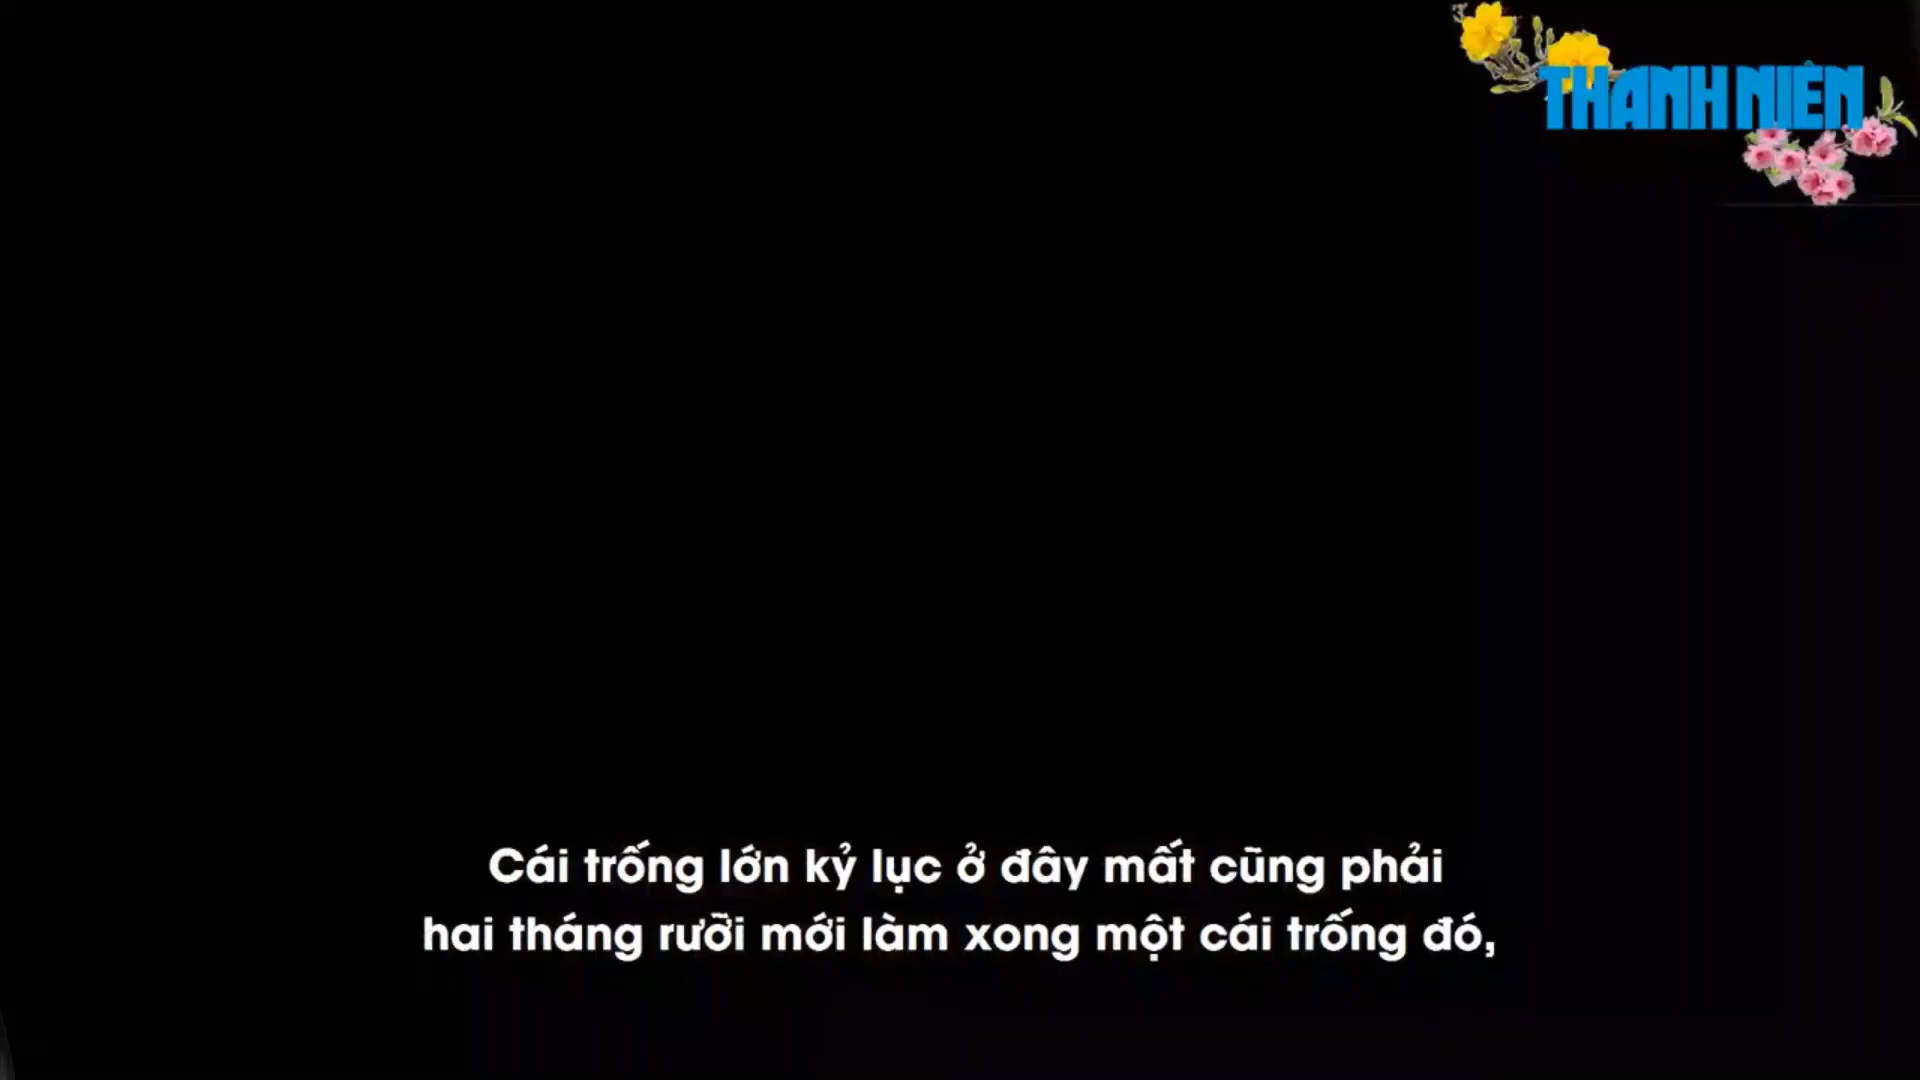 THANH NIÊN
Cái trống lớn kỷ lục ở đây mất cũng phải
hai tháng rưỡi mới làm xong một cái trống đó,